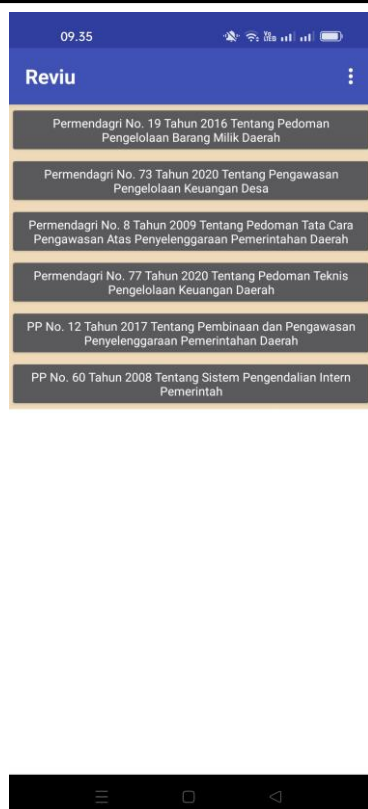 09.35
Reviu
Permendagri No. 19 Tahun 2016 Tentang Pedoman
Pengelolaan Barang Milik Daerah
Permendagri No. 73 Tahun 2020 Tentang Pengawasan
Pengelolaan Keuangan Desa
Permendagri No. 8 Tahun 2009 Tentang Pedoman Tata Cara
Pengawasan Atas Penyelenggaraan Pemerintahan Daerah
Permendagri No. 77 Tahun 2020 Tentang Pedoman Teknis
Pengelolaan Keuangan Daerah
PP No. 12 Tahun 2017 Tentang Pembinaan dan Pengawasan
Penyelenggaraan Pemerintahan Daerah
PP No. 60 Tahun 2008 Tentang Sistem Pengendalian Intern
Pemerintah